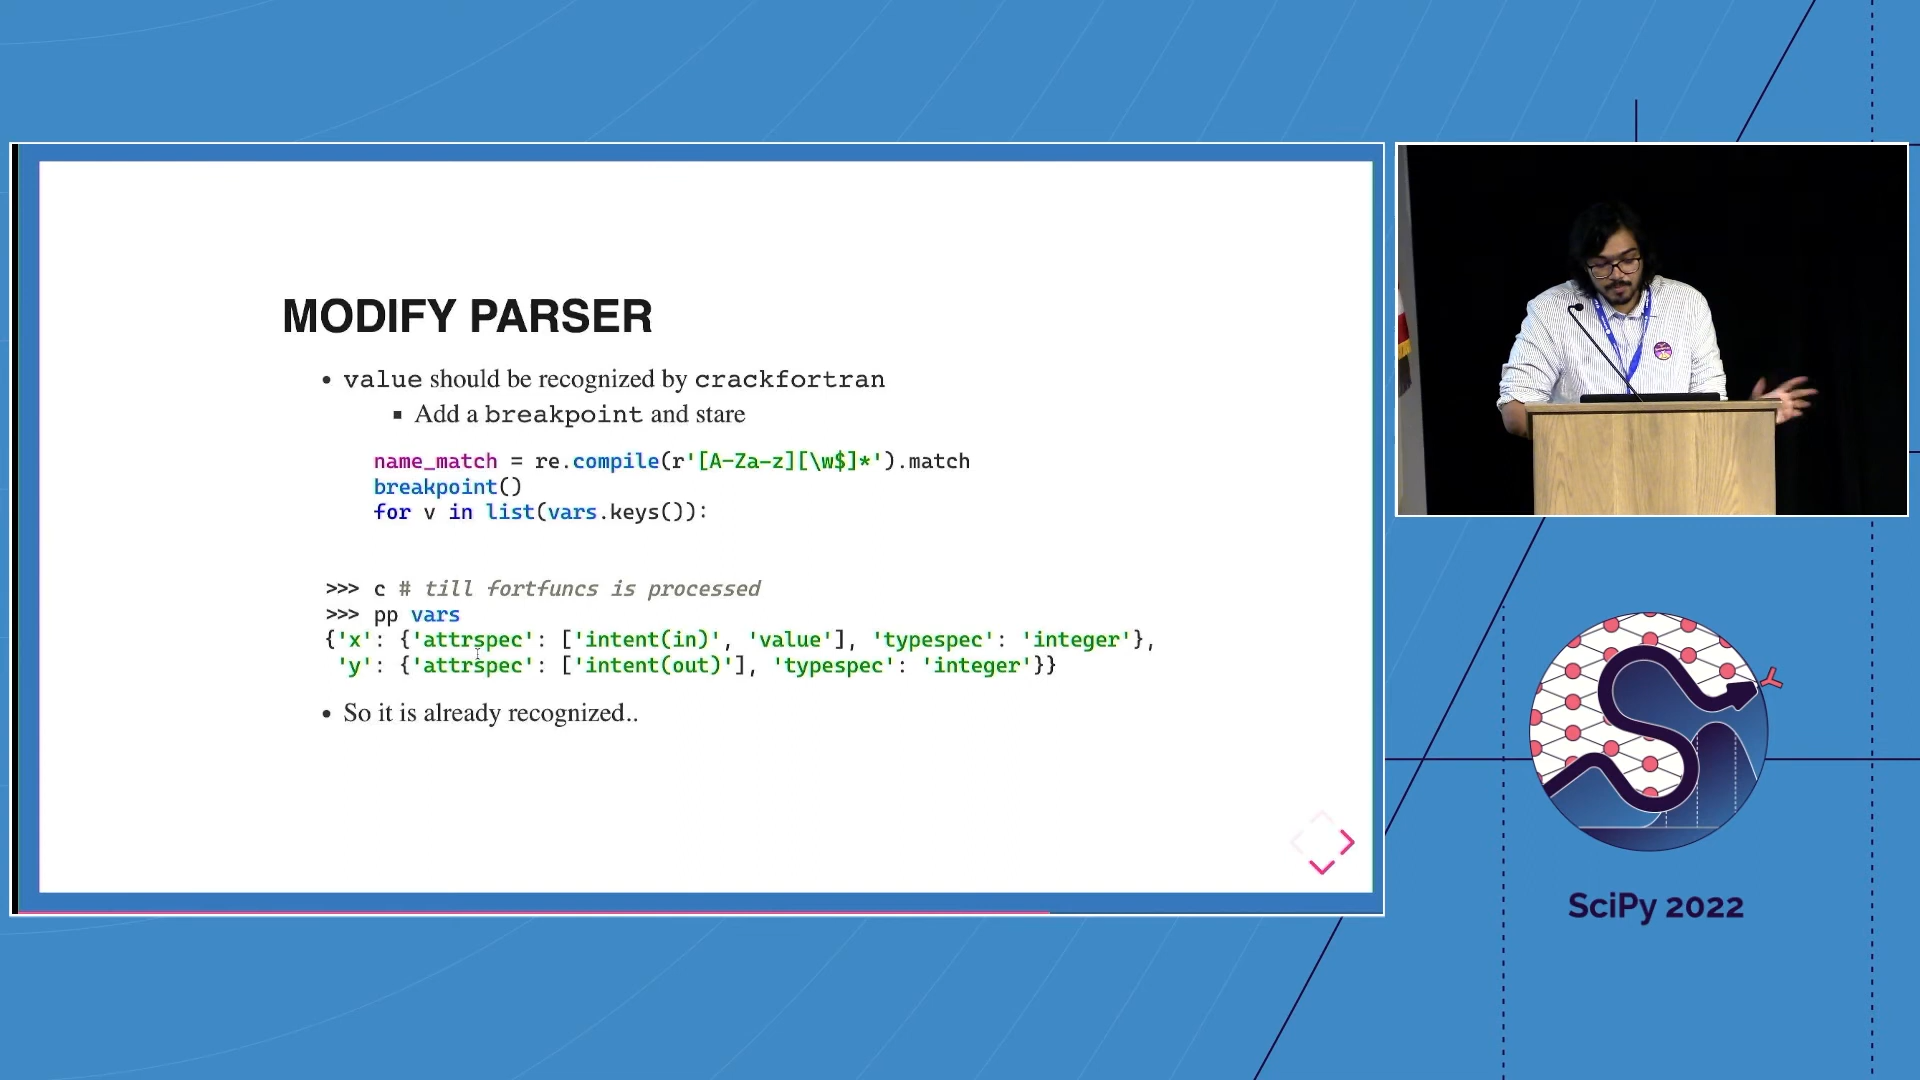 MODIFY PARSER
• value should be recognized by crackfortran
▪ Add a breakpoint and stare
name_match = re.compile(r'[A-Za-z][\w$]*').match
breakpoint()
for v in list(vars.keys()):
>>> c # till fortfuncs is processed
>>> pp vars
{'x': {'attrspec': ['intent(in)', 'value'], 'typespec': 'integer'},
'y': {'attrspec': ['intent(out)'], 'typespec': 'integer'}}
• So it is already recognized..
SciPy 2022